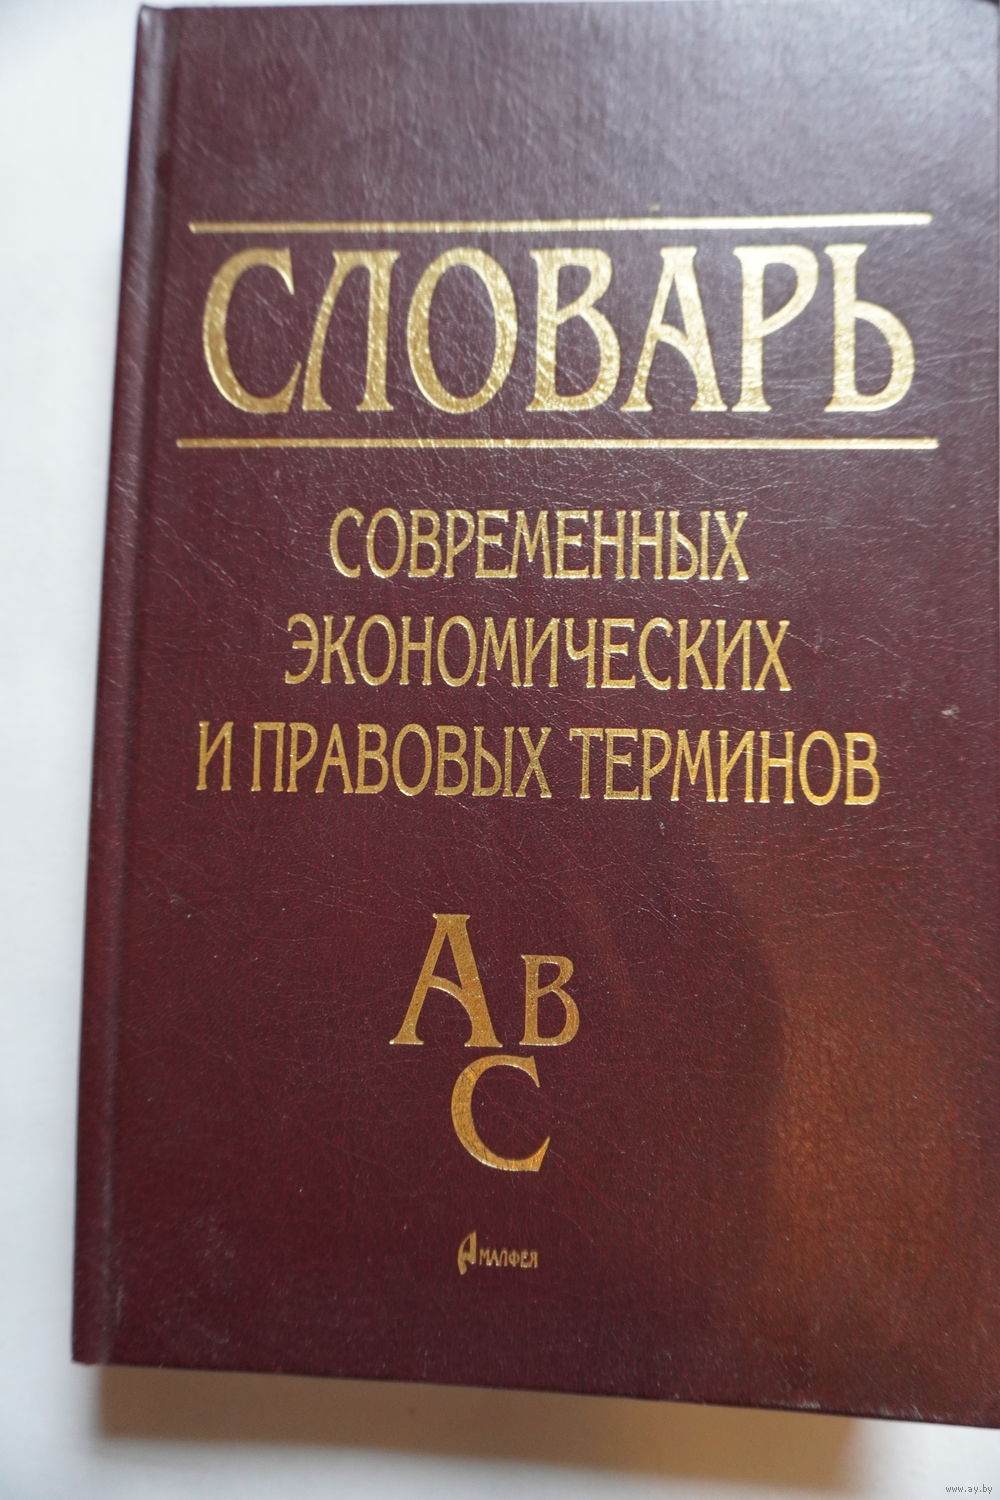 СЛОВАРЬ
СОВРЕМЕННЫХ
ЭКОНОМИЧЕСКИХ
И ПРАВОВЫХ ТЕРМИНОВ
А В
С
АМАЛФЕЯ
www.ay.by